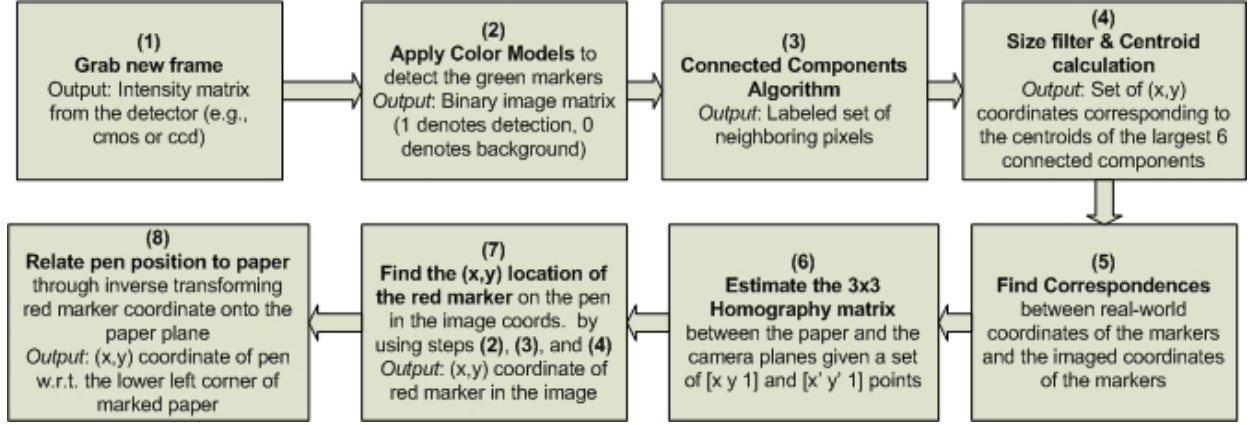 (1)
Grab new frame
Output: Intensity matrix
from the detector (e.g.,
cmos or ccd)
(2)
Apply Color Models to
detect the green markers
Output: Binary image matrix
(1 denotes detection, 0
denotes background)
(3)
Connected Components
Algorithm
Output: Labeled set of
neighboring pixels
(4)
Size filter & Centroid
calculation
Output: Set of (x,y)
coordinates corresponding to
the centroids of the largest 6
connected components
(5)
Find Correspondences
between real-world
coordinates of the markers
and the imaged coordinates
of the markers
(6)
Estimate the 3x3
Homography matrix
between the paper and the
camera planes given a set
of [x y 1] and [x' y' 1] points
(7)
Find the (x,y) location of
the red marker on the pen
in the image coords. by
using steps (2), (3), and (4)
Output: (x,y) coordinate of
red marker in the image
(8)
Relate pen position to paper
through inverse transforming
red marker coordinate onto the
paper plane
Output: (x,y) coordinate of pen
w.r.t. the lower left corner of
marked paper